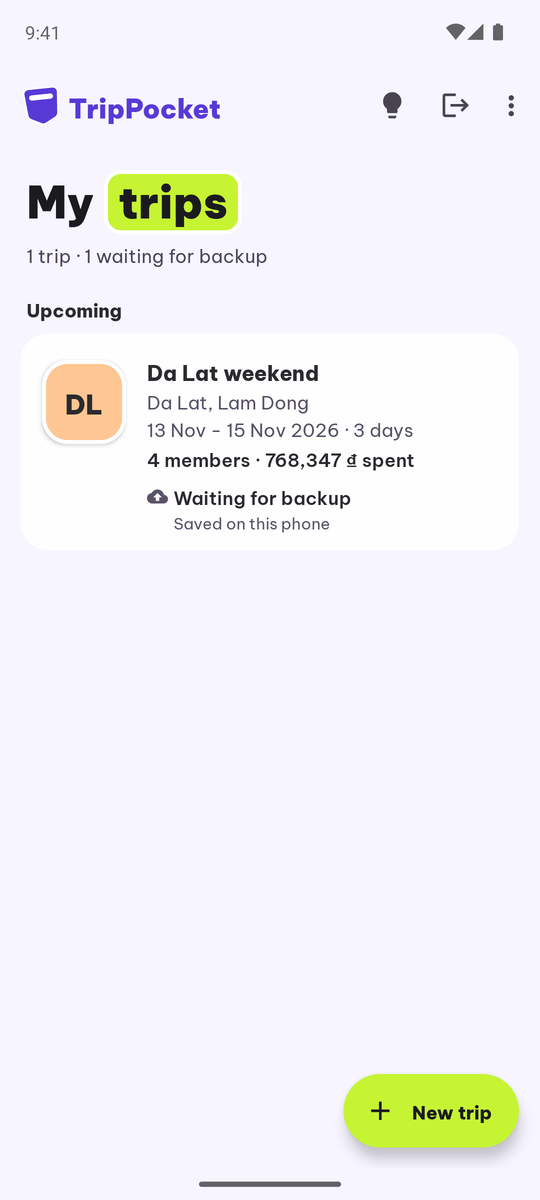 9:41
TripPocket
My trips
1 trip · 1 waiting for backup
Upcoming
DL
Da Lat weekend
Da Lat, Lam Dong
13 Nov – 15 Nov 2026 · 3 days
4 members · 768,347 ₫ spent
Waiting for backup
Saved on this phone
New trip